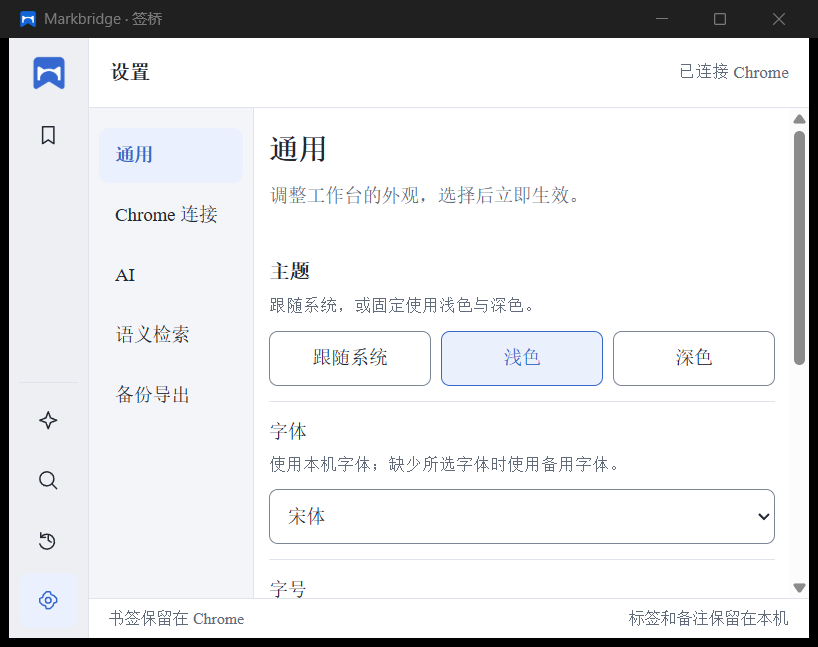 Markbridge · 签桥
设置
已连接 Chrome
通用
Chrome 连接
AI
语义检索
备份导出
通用
调整工作台的外观，选择后立即生效。
主题
跟随系统，或固定使用浅色与深色。
跟随系统
浅色
深色
字体
使用本机字体；缺少所选字体时使用备用字体。
宋体
字号
书签保留在 Chrome
标签和备注保留在本机